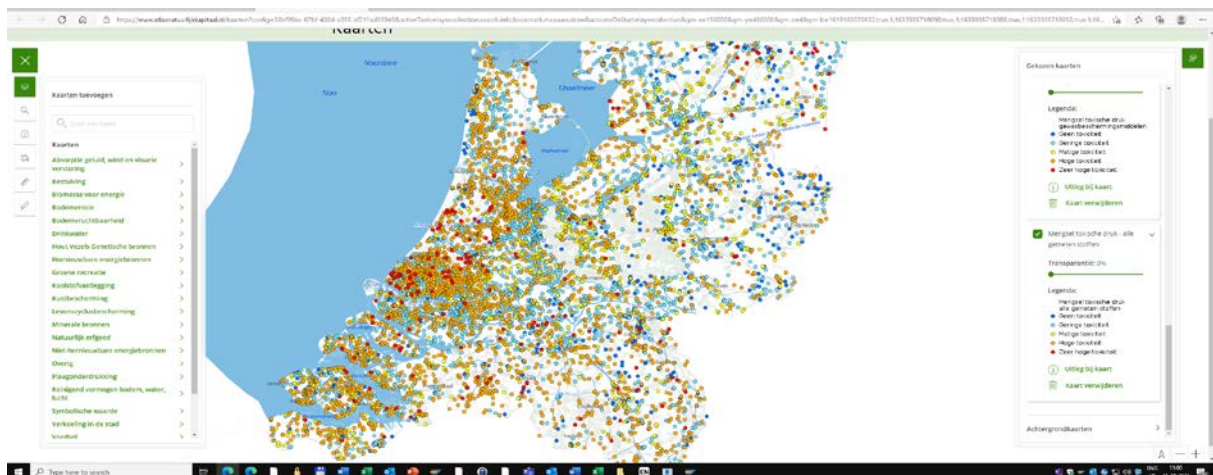 Kaarten
Noordzee
IJsselmeer
Kaarten toevoegen
Zoek een kaart
Kaarten
Absorptie geluid, wind en visuele
verstoring
Bestuiving
Biomassa voor energie
Bodemerosie
Bodemvruchtbaarheid
Drinkwater
Hout Vezels Genetische bronnen
Hernieuwbare energiebronnen
Groene recreatie
Koolstofvastlegging
Kustbescherming
Levenscyclusbescherming
Minerale bronnen
Natuurlijk erfgoed
Niet-hernieuwbare energiebronnen
Overig
Plaagonderdrukking
Reinigend vermogen bodem, water,
lucht
Symbolische waarde
Verkoeling in de stad
Voedsel
Gekozen kaarten
Legenda:
Mengsel toxische druk
gewasbeschermingsmiddelen
Geen toxiciteit
Geringe toxiciteit
Matige toxiciteit
Hoge toxiciteit
Zeer hoge toxiciteit
Uitleg bij kaart
Kaart verwijderen
Mengsel toxische druk - alle
gemeten stoffen
Transparantie: 0%
Legenda:
Mengsel toxische druk
alle gemeten stoffen
Geen toxiciteit
Geringe toxiciteit
Matige toxiciteit
Hoge toxiciteit
Zeer hoge toxiciteit
Uitleg bij kaart
Kaart verwijderen
Achtergrondkaarten
Type here to search